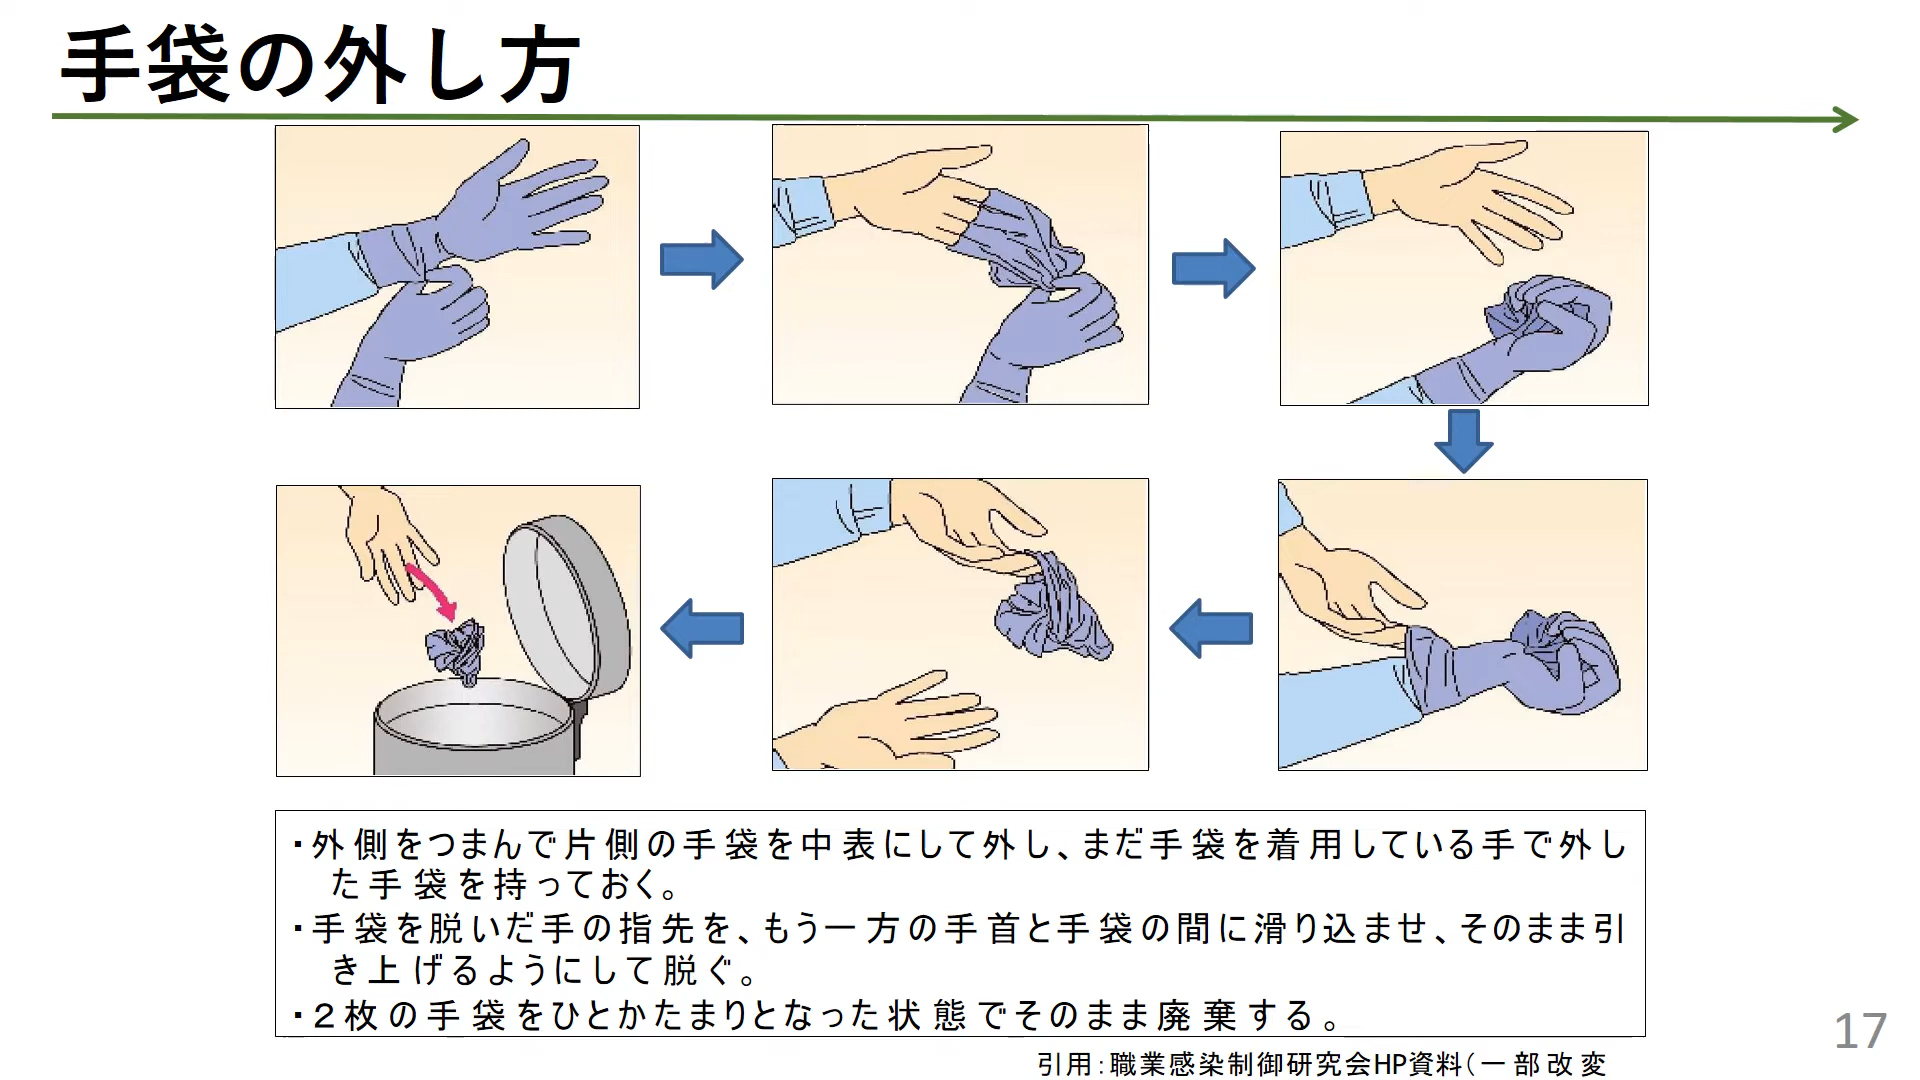 手袋の外し方
・外側をつまんで片側の手袋を中表にして外し、まだ手袋を着用している手で外し
た手袋を持っておく。
・手袋を脱いだ手の指先を、もう一方の手首と手袋の間に滑り込ませ、そのまま引
き上げるようにして脱ぐ。
・２枚の手袋をひとかたまりとなった状態でそのまま廃棄する。
17
引用：職業感染制御研究会HP資料（一部改変